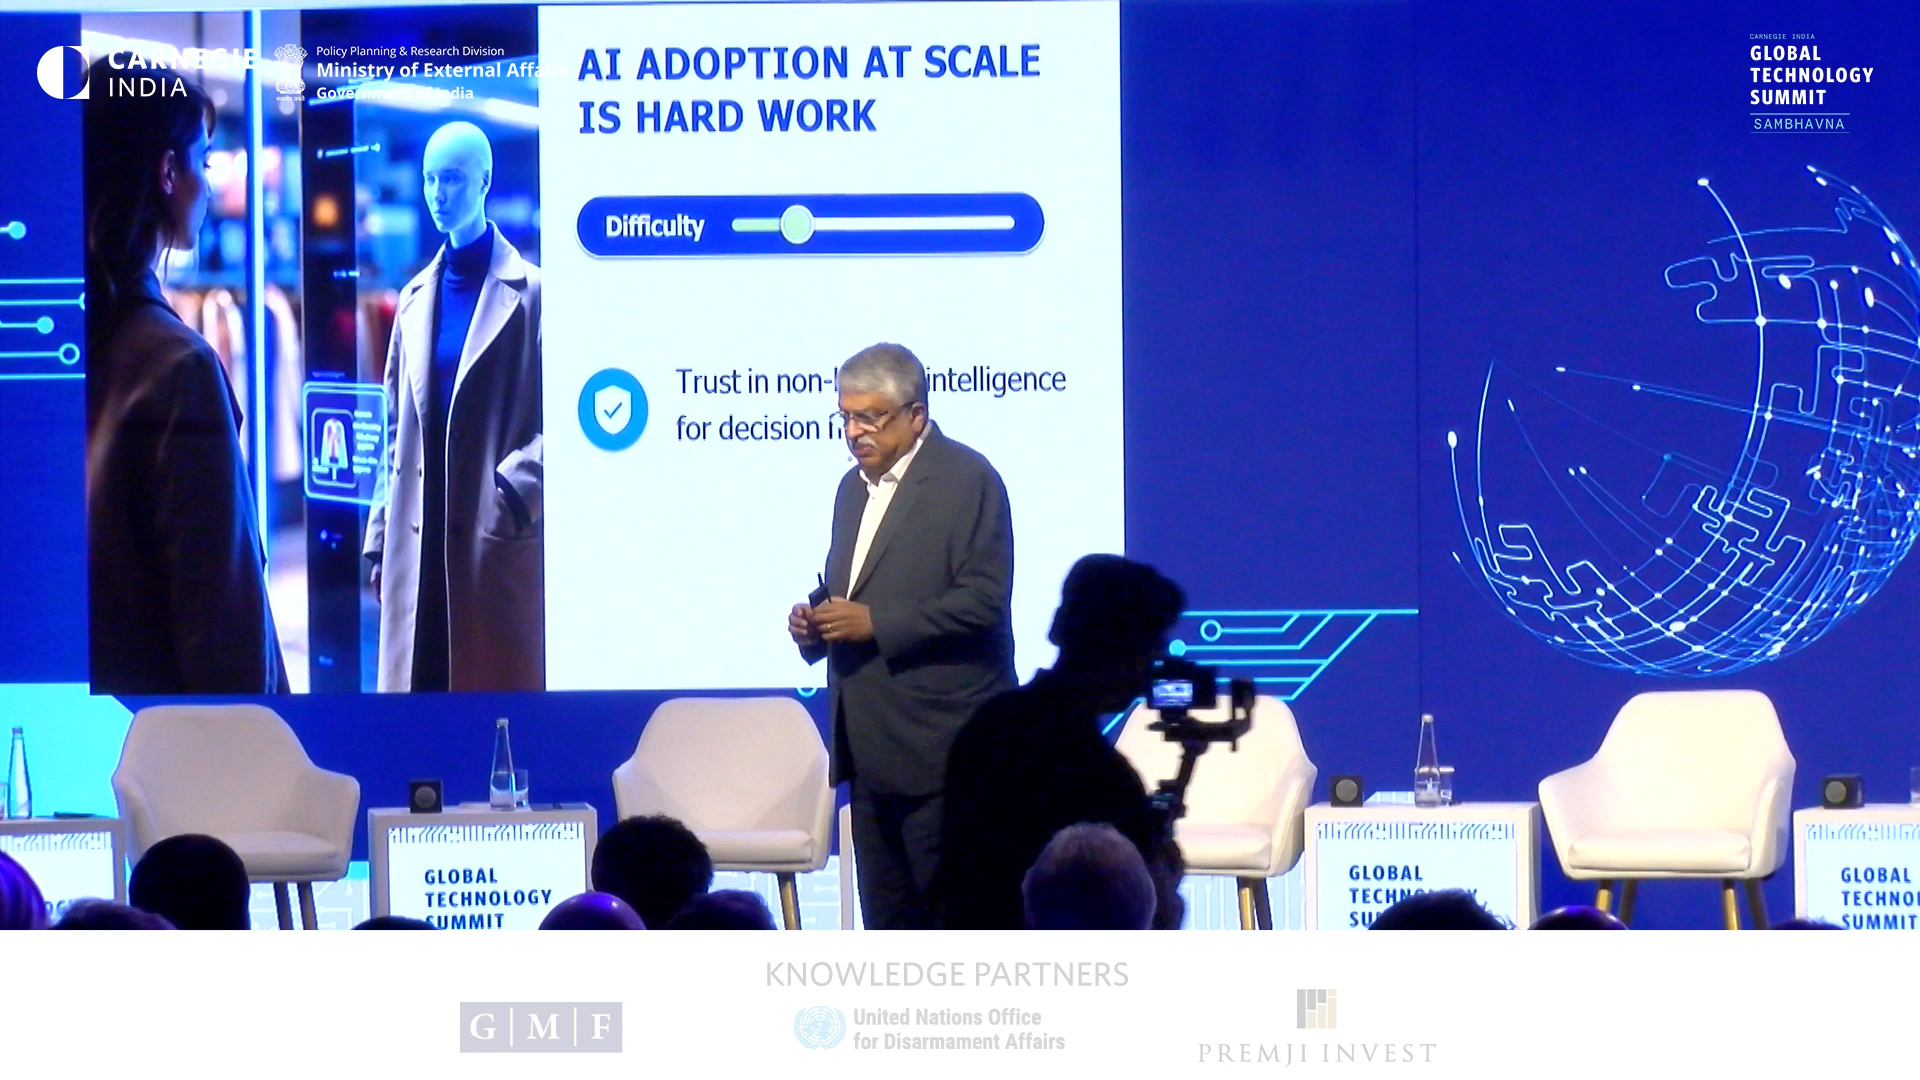 CARNEGIE
INDIA
Policy Planning & Research Division
Ministry of External Affairs
Government of India
CARNEGIE INDIA
GLOBAL
TECHNOLOGY
SUMMIT
SAMBHAVNA
AI ADOPTION AT SCALE
IS HARD WORK
Difficulty
Trust in non- intelligence
for decision
GLOBAL
TECHNOLOGY
SUMMIT
GLOBAL
TECHNOLOGY
SU
GLOBAL
TECHNO
SUMMIT
KNOWLEDGE PARTNERS
G M F
United Nations Office
for Disarmament Affairs
PREMJI INVEST